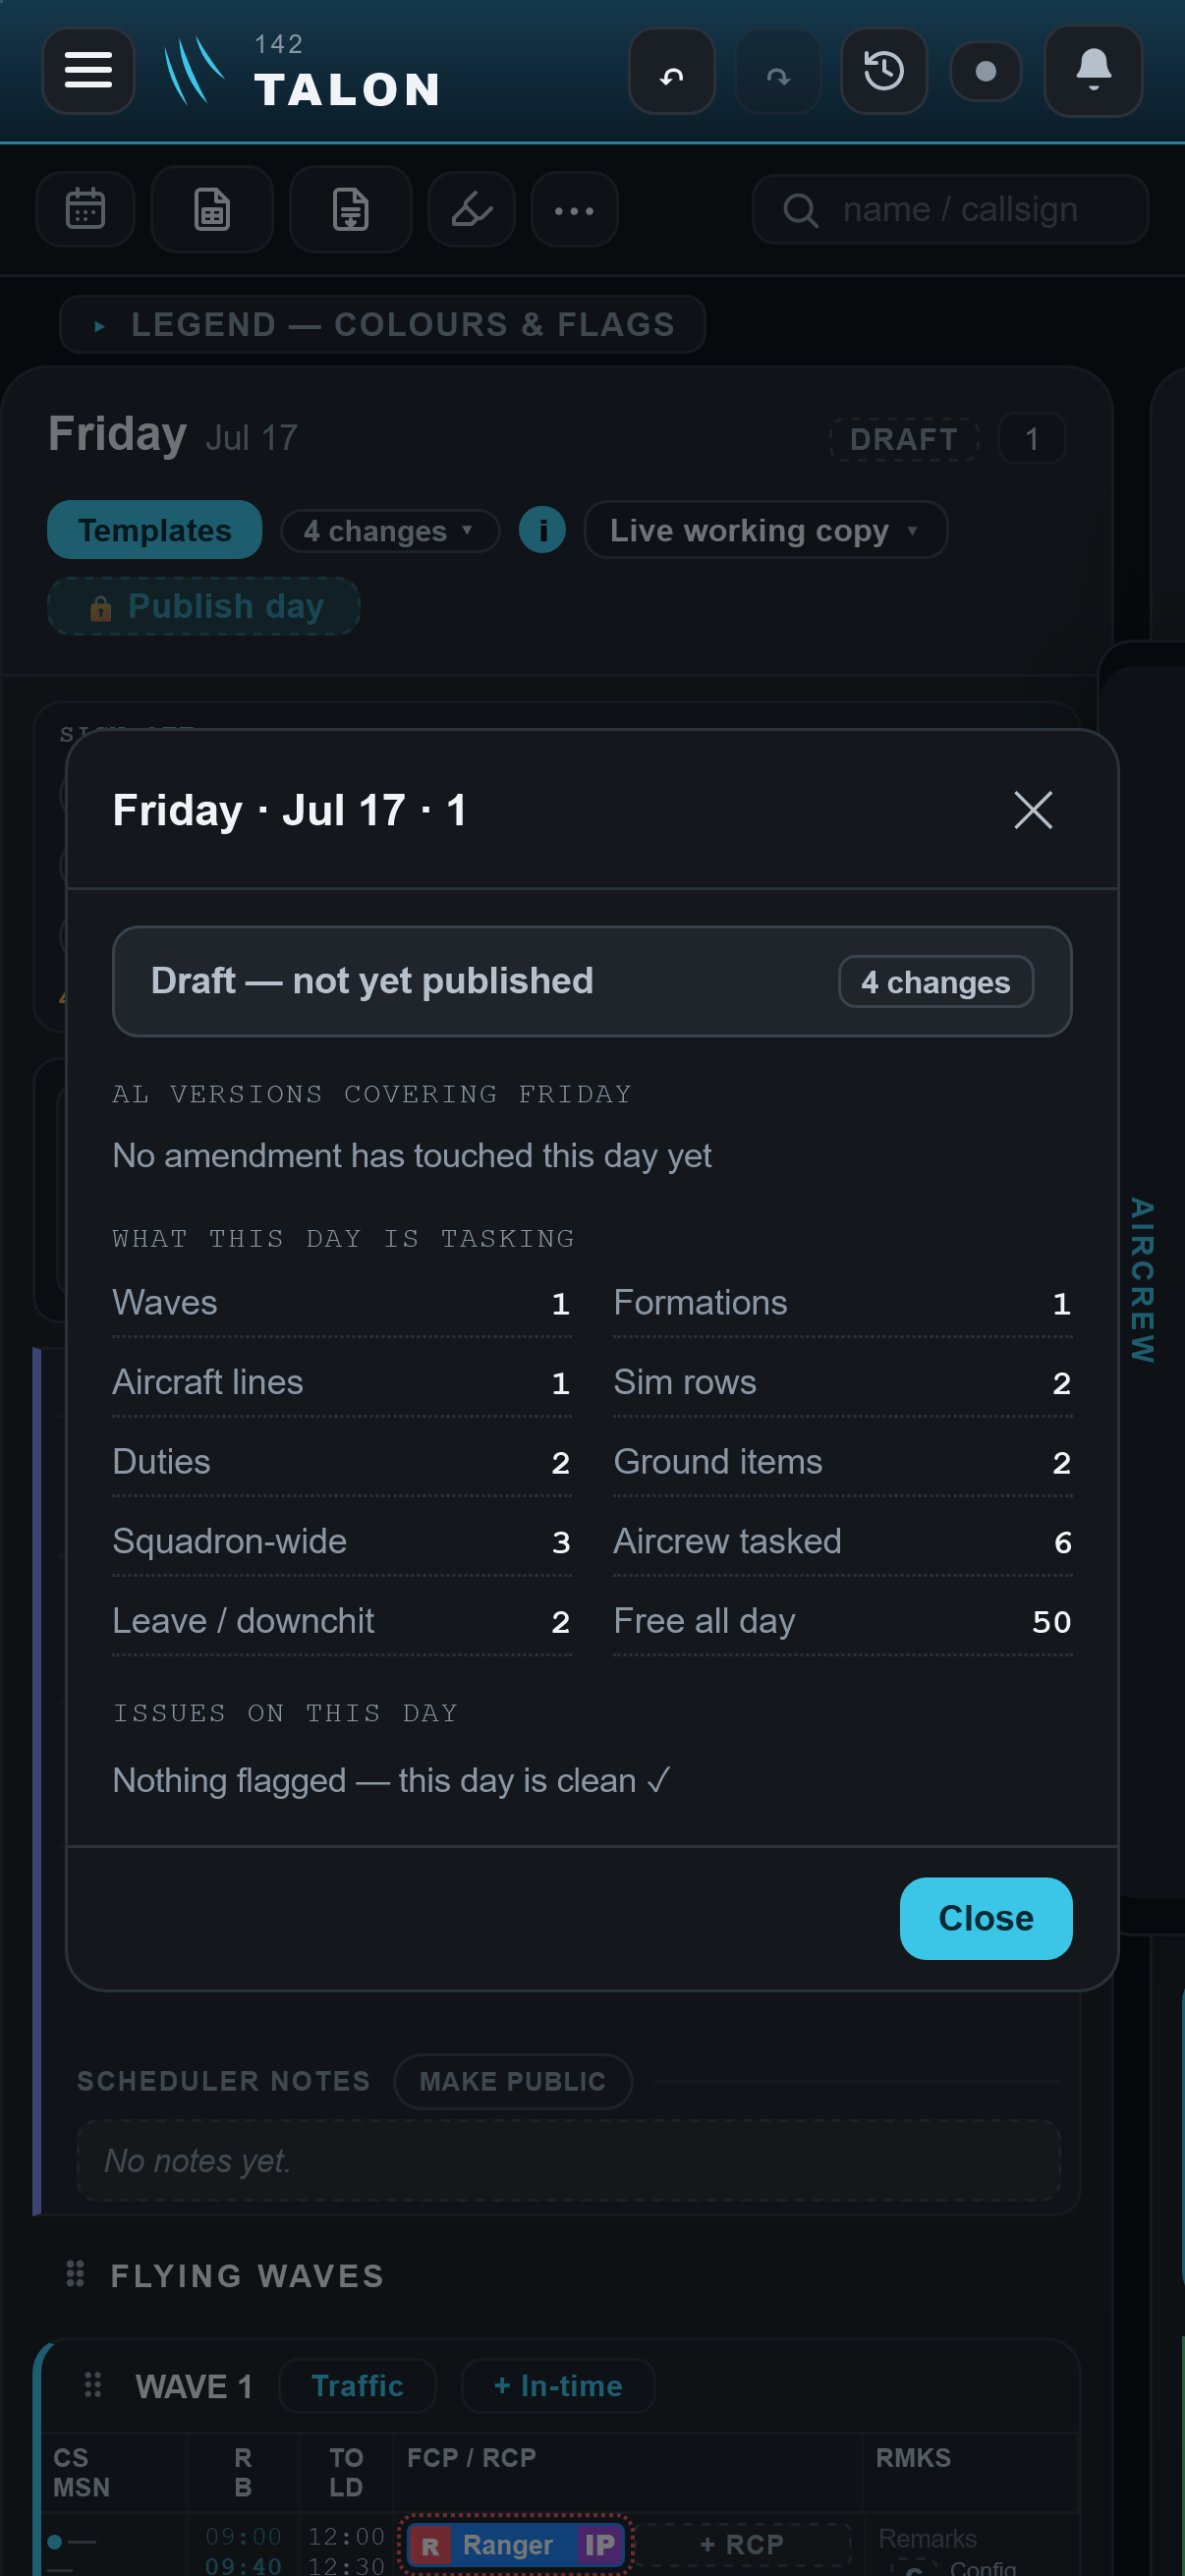 142
TALON
name / callsign
LEGEND — COLOURS & FLAGS
Friday Jul 17
DRAFT 1
Templates 4 changes i Live working copy
Publish day
Friday · Jul 17 · 1
Draft — not yet published 4 changes
AL VERSIONS COVERING FRIDAY
No amendment has touched this day yet
WHAT THIS DAY IS TASKING
Waves 1 Formations 1
Aircraft lines 1 Sim rows 2
Duties 2 Ground items 2
Squadron-wide 3 Aircrew tasked 6
Leave / downchit 2 Free all day 50
ISSUES ON THIS DAY
Nothing flagged — this day is clean ✓
Close
AIRCREW
SCHEDULER NOTES MAKE PUBLIC
No notes yet.
FLYING WAVES
WAVE 1 Traffic + In-time
CS R TO FCP / RCP RMKS
MSN B LD
— 09:00 12:00 R Ranger IP + RCP Remarks
— 09:40 12:30 Config